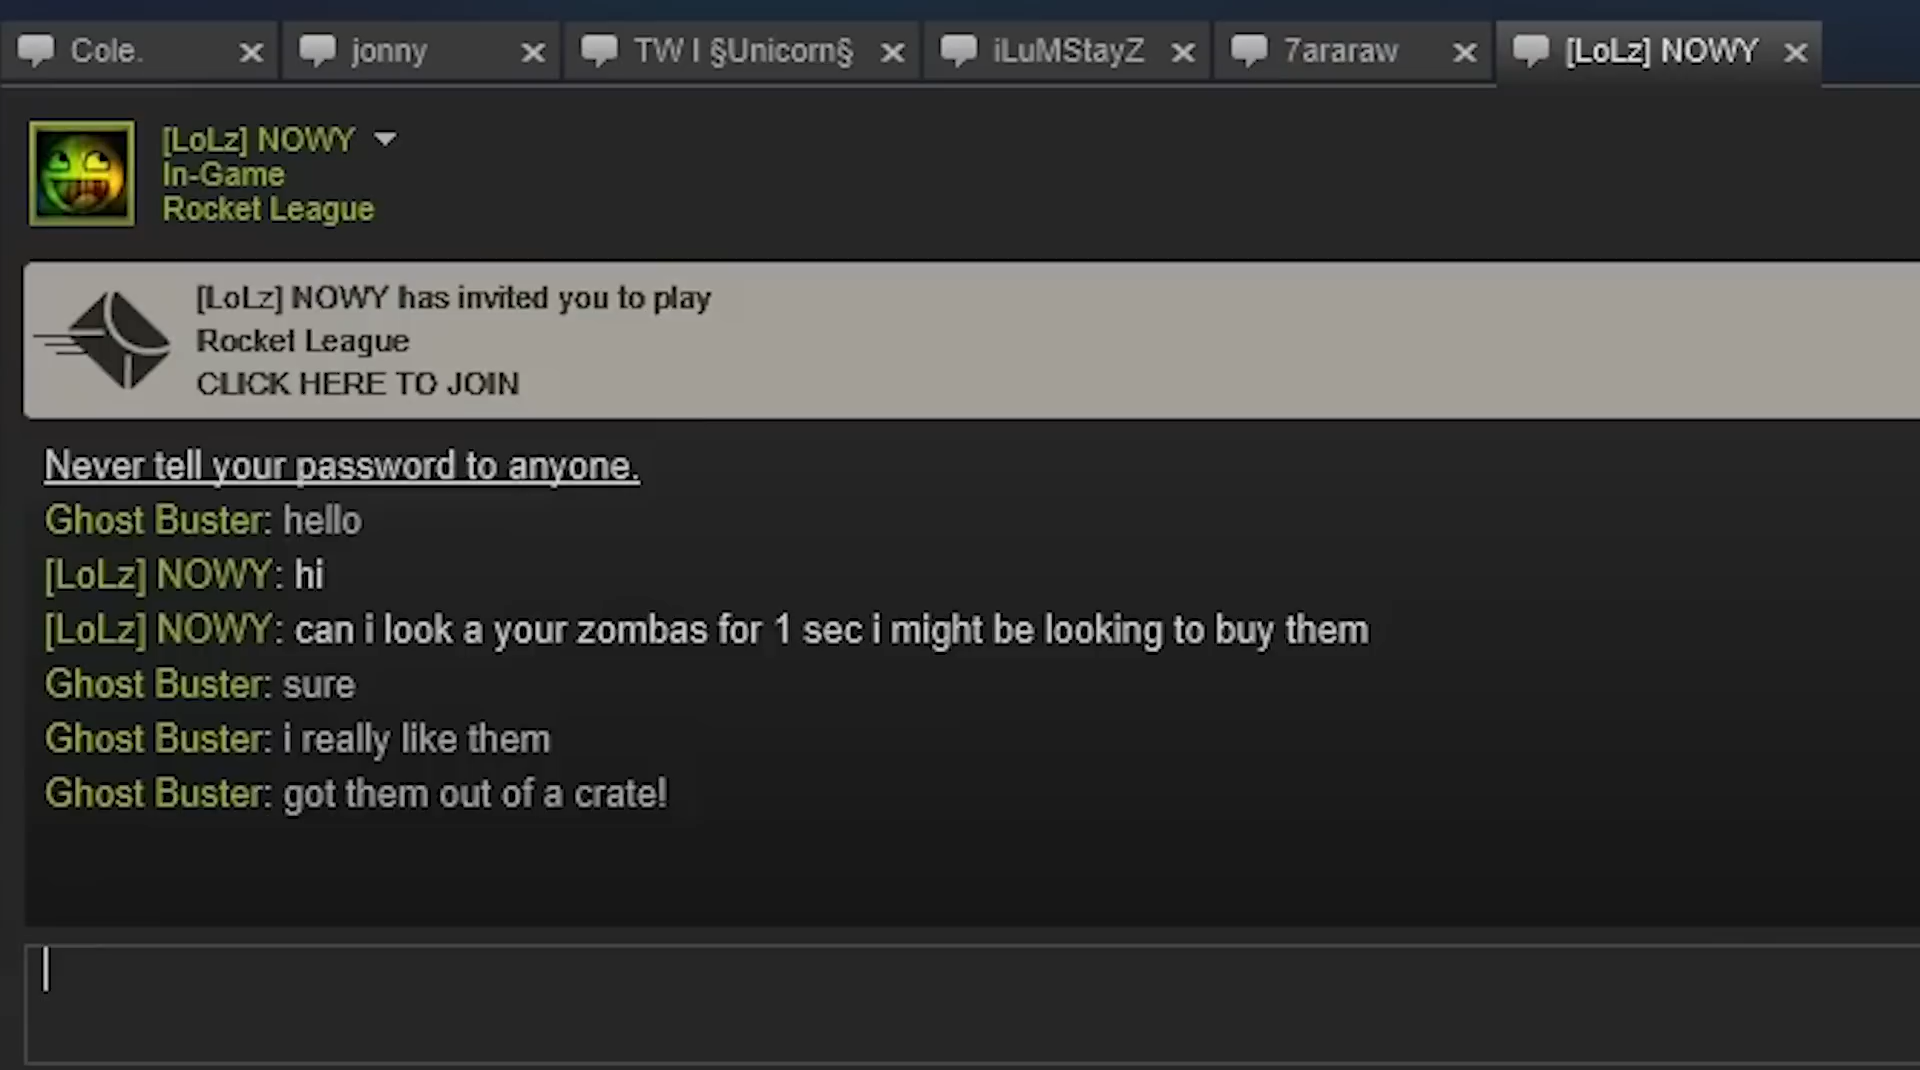 Cole.
jonny
TW I §Unicorn§
iLuMStayZ
7araraw
[LoLz] NOWY
[LoLz] NOWY
In-Game
Rocket League
[LoLz] NOWY has invited you to play
Rocket League
CLICK HERE TO JOIN
Never tell your password to anyone.
Ghost Buster: hello
[LoLz] NOWY: hi
[LoLz] NOWY: can i look a your zombas for 1 sec i might be looking to buy them
Ghost Buster: sure
Ghost Buster: i really like them
Ghost Buster: got them out of a crate!